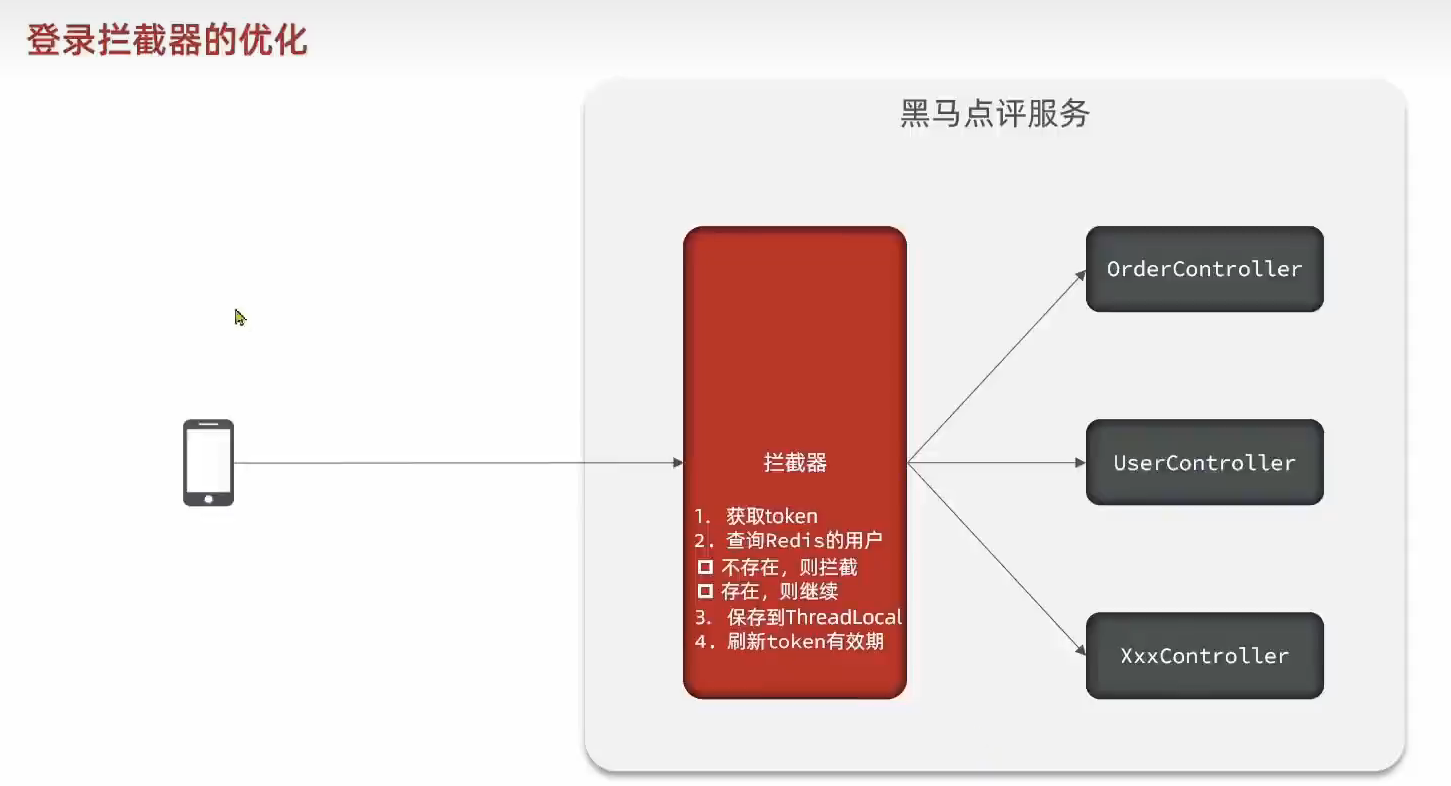 登录拦截器的优化
黑马点评服务
拦截器
1. 获取token
2. 查询Redis的用户
不存在，则拦截
存在，则继续
3. 保存到ThreadLocal
4. 刷新token有效期
OrderController
UserController
XxxController